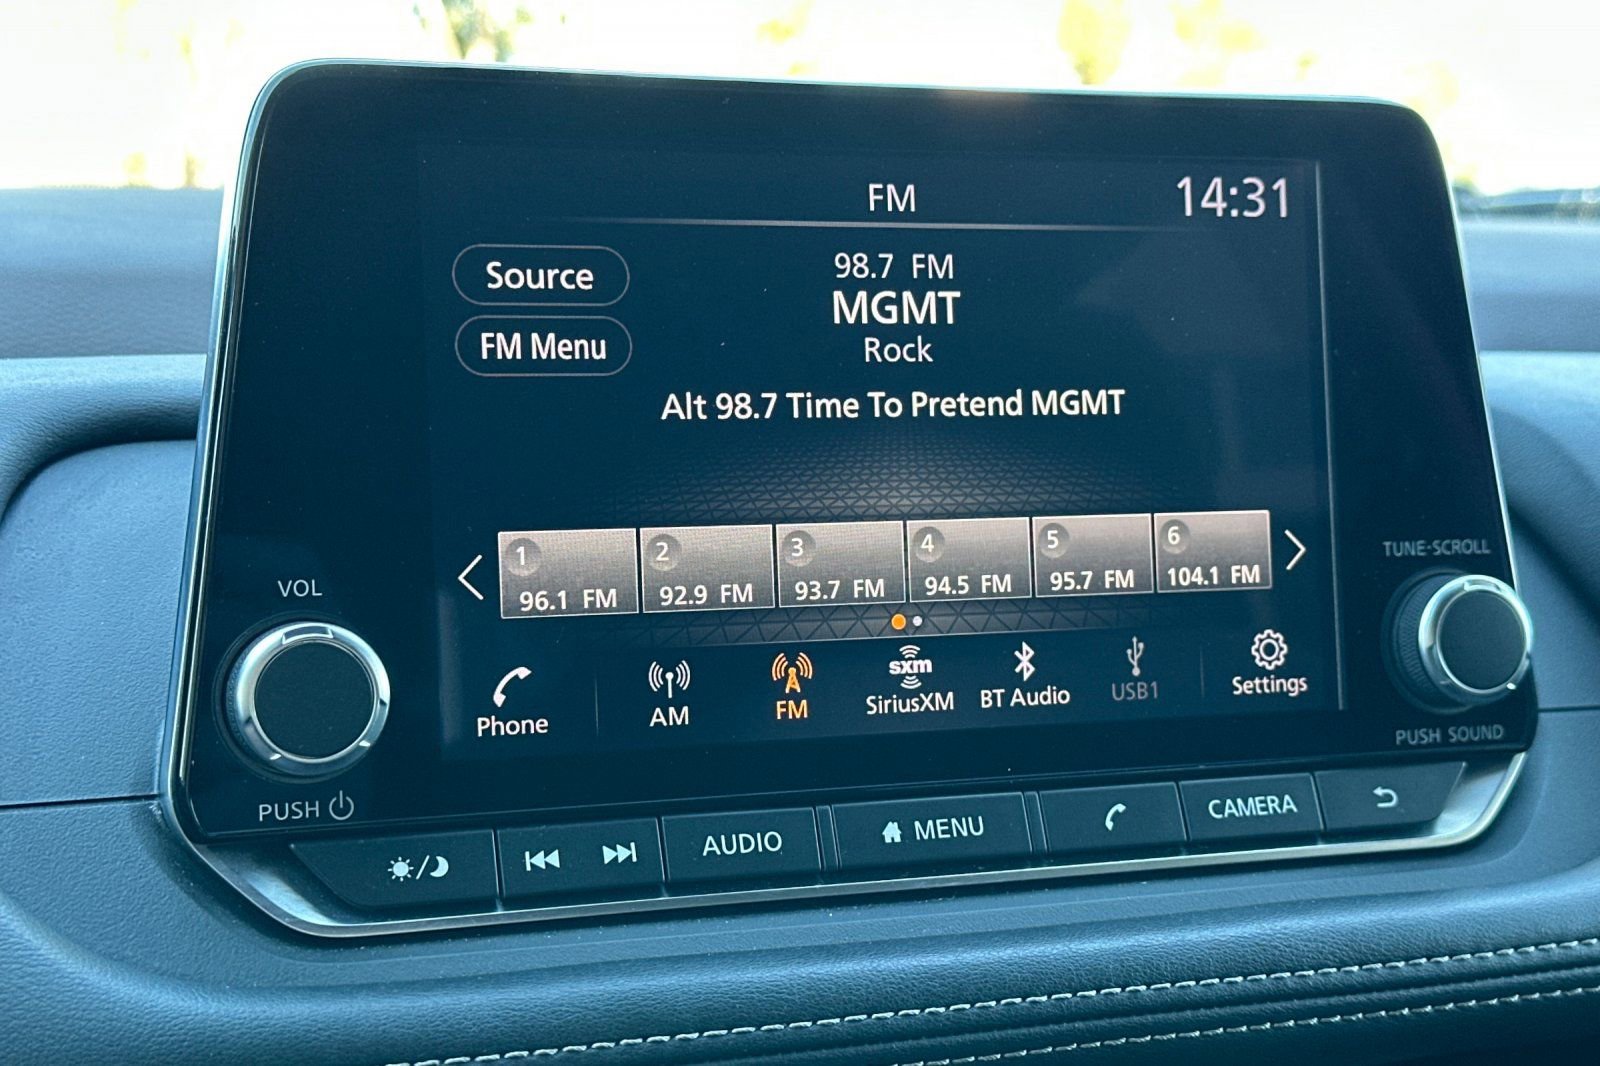 FM
14:31
Source
98.7 FM
MGMT
FM Menu
Rock
Alt 98.7 Time To Pretend MGMT
1
2
3
4
5
6
96.1 FM
92.9 FM
93.7 FM
94.5 FM
95.7 FM
104.1 FM
VOL
TUNE·SCROLL
Phone
AM
FM
sxm
SiriusXM
BT Audio
USB1
Settings
PUSH
PUSH SOUND
AUDIO
MENU
CAMERA